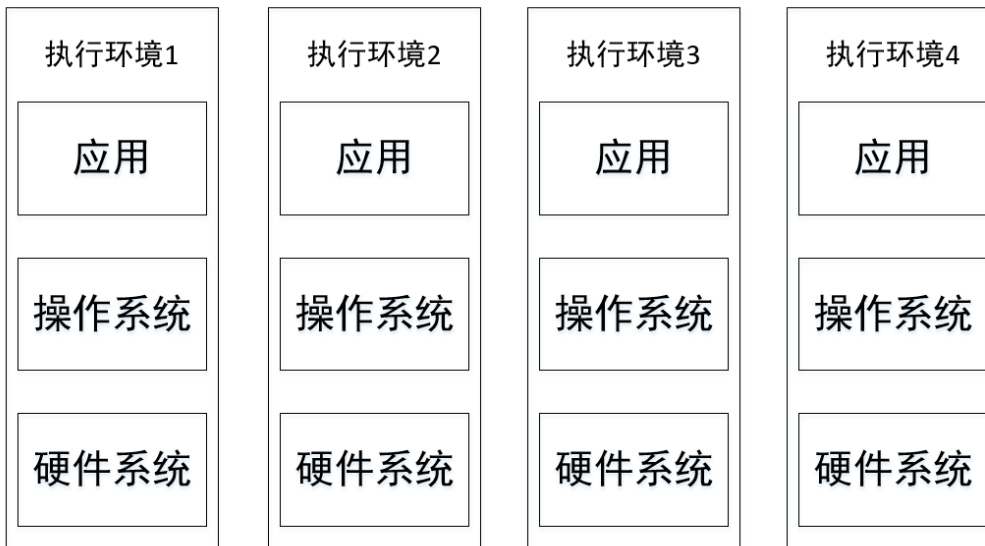 执行环境1
应用
操作系统
硬件系统
执行环境2
应用
操作系统
硬件系统
执行环境3
应用
操作系统
硬件系统
执行环境4
应用
操作系统
硬件系统